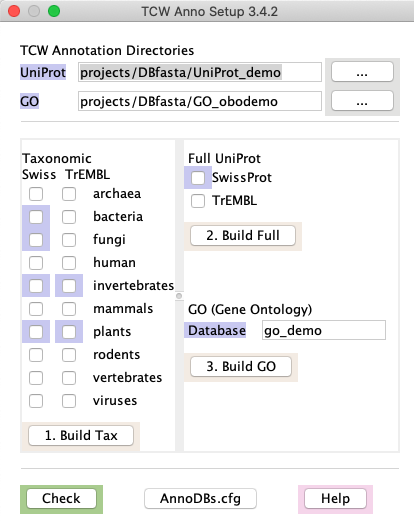 TCW Anno Setup 3.4.2
TCW Annotation Directories
UniProt projects/DBfasta/UniProt_demo ...
GO projects/DBfasta/GO_obodemo ...
Taxonomic
Swiss TrEMBL
archaea
bacteria
fungi
human
invertebrates
mammals
plants
rodents
vertebrates
viruses
1. Build Tax
Full UniProt
SwissProt
TrEMBL
2. Build Full
GO (Gene Ontology)
Database go_demo
3. Build GO
Check AnnoDBs.cfg Help